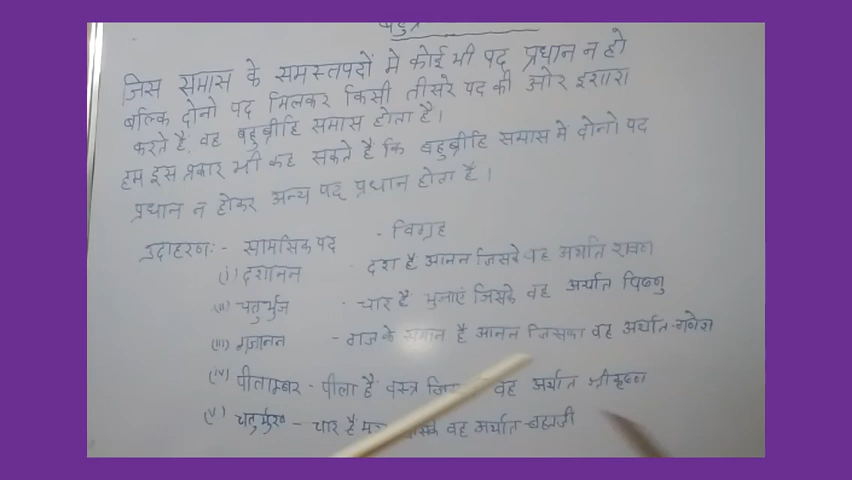 जिस समास के समस्तपदों मे कोई भी पद प्रधान न हो
बल्कि दोनो पद मिलकर किसी तीसरे पद की ओर इशारा
करते है, वह बहुब्रीहि समास होता है।
हम इस प्रकार भी कह सकते है कि बहुब्रीहि समास में दोनो पद
प्रधान न होकर अन्य पद प्रधान होता है।
उदाहरण:- सामासिक पद - विग्रह
(i) दशानन - दश है आनन जिसके वह अर्थात रावण
(ii) चतुर्भुज - चार है भुजाएं जिसके वह अर्थात विष्णु
(iii) गजानन - गज के समान है आनन जिसका वह अर्थात-गणेश
(iv) पीताम्बर - पीला है वस्त्र वह अर्थात श्रीकृष्ण
(v) चतुर्मुख - चार है वह अर्थात-ब्रह्माजी